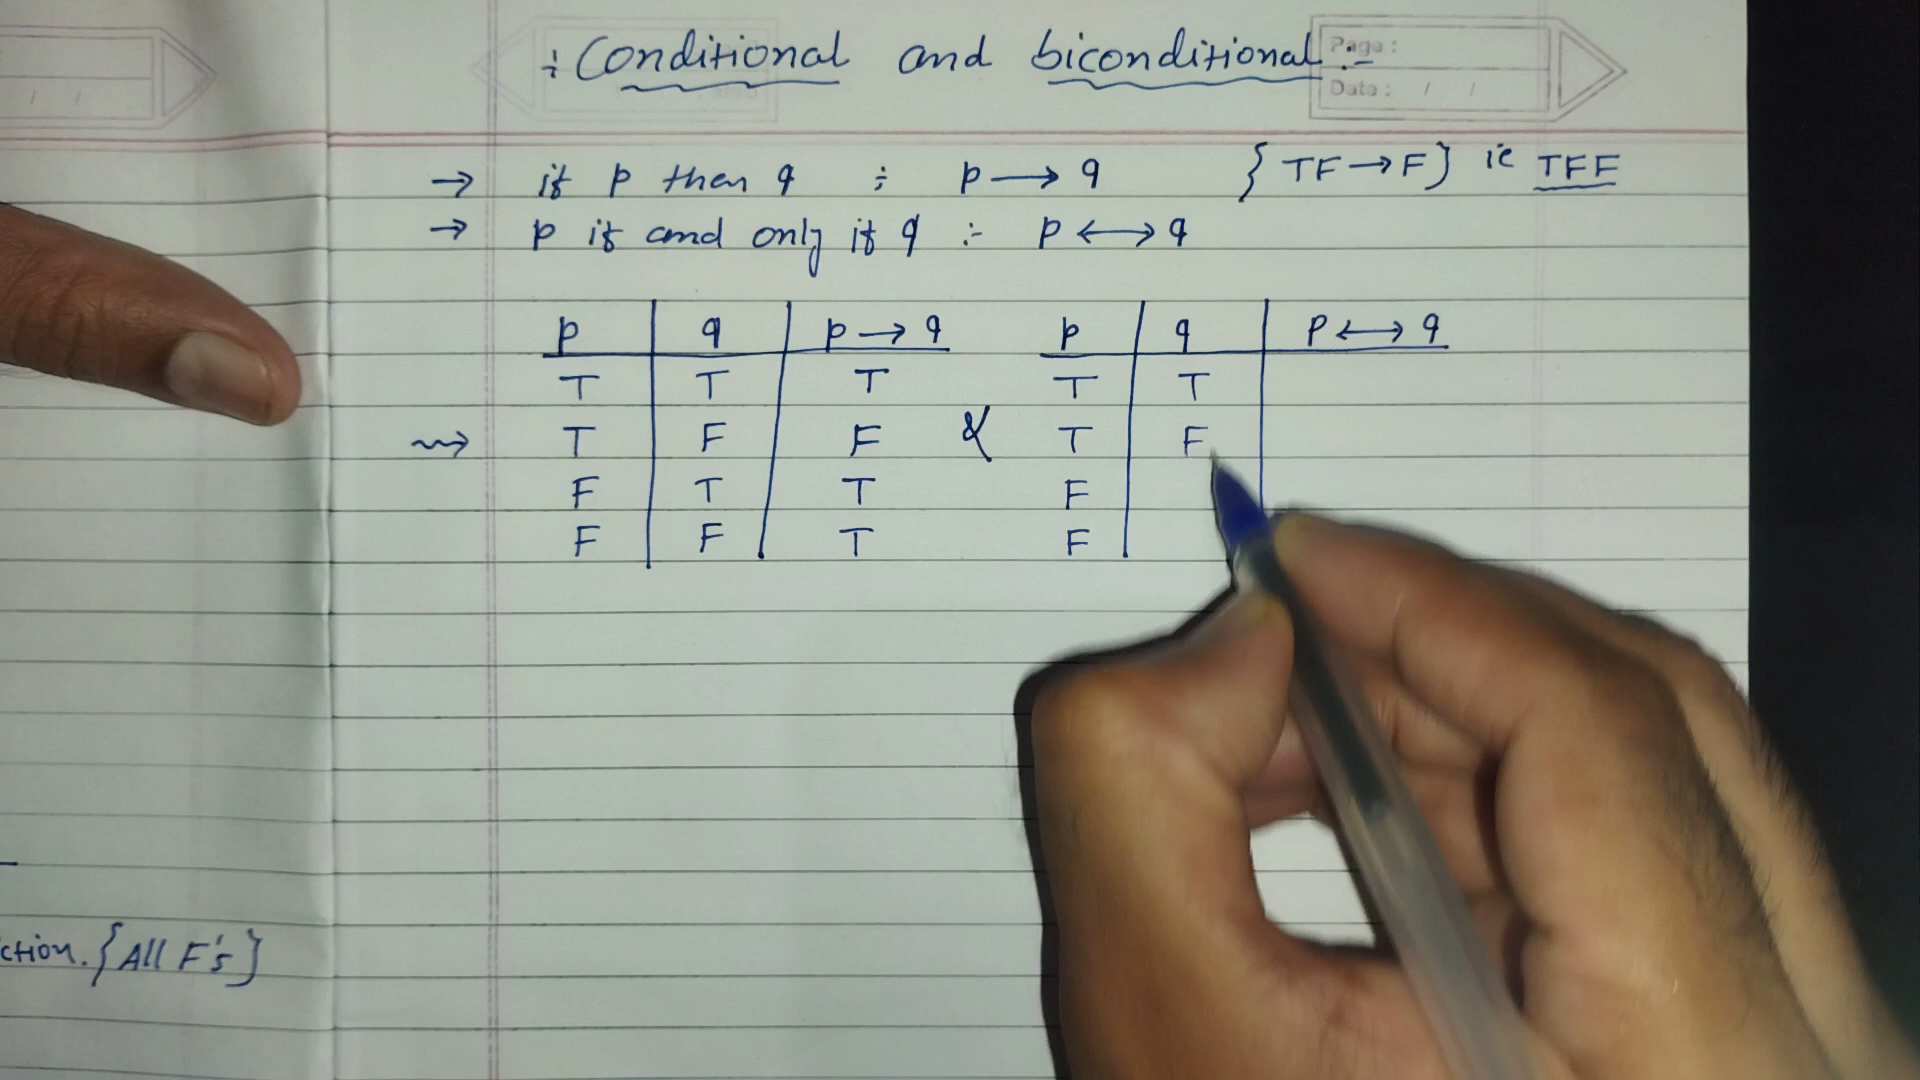 :- Conditional and biconditional :-
Page :
Date : / /
→ if p then q : p → q { TF → F } ie TFF
→ p if and only if q :- p ↔ q
p q p → q p q p ↔ q
T T T T T
⇝ T F F & T F
F T T F
F F T F
ction. { All F's }